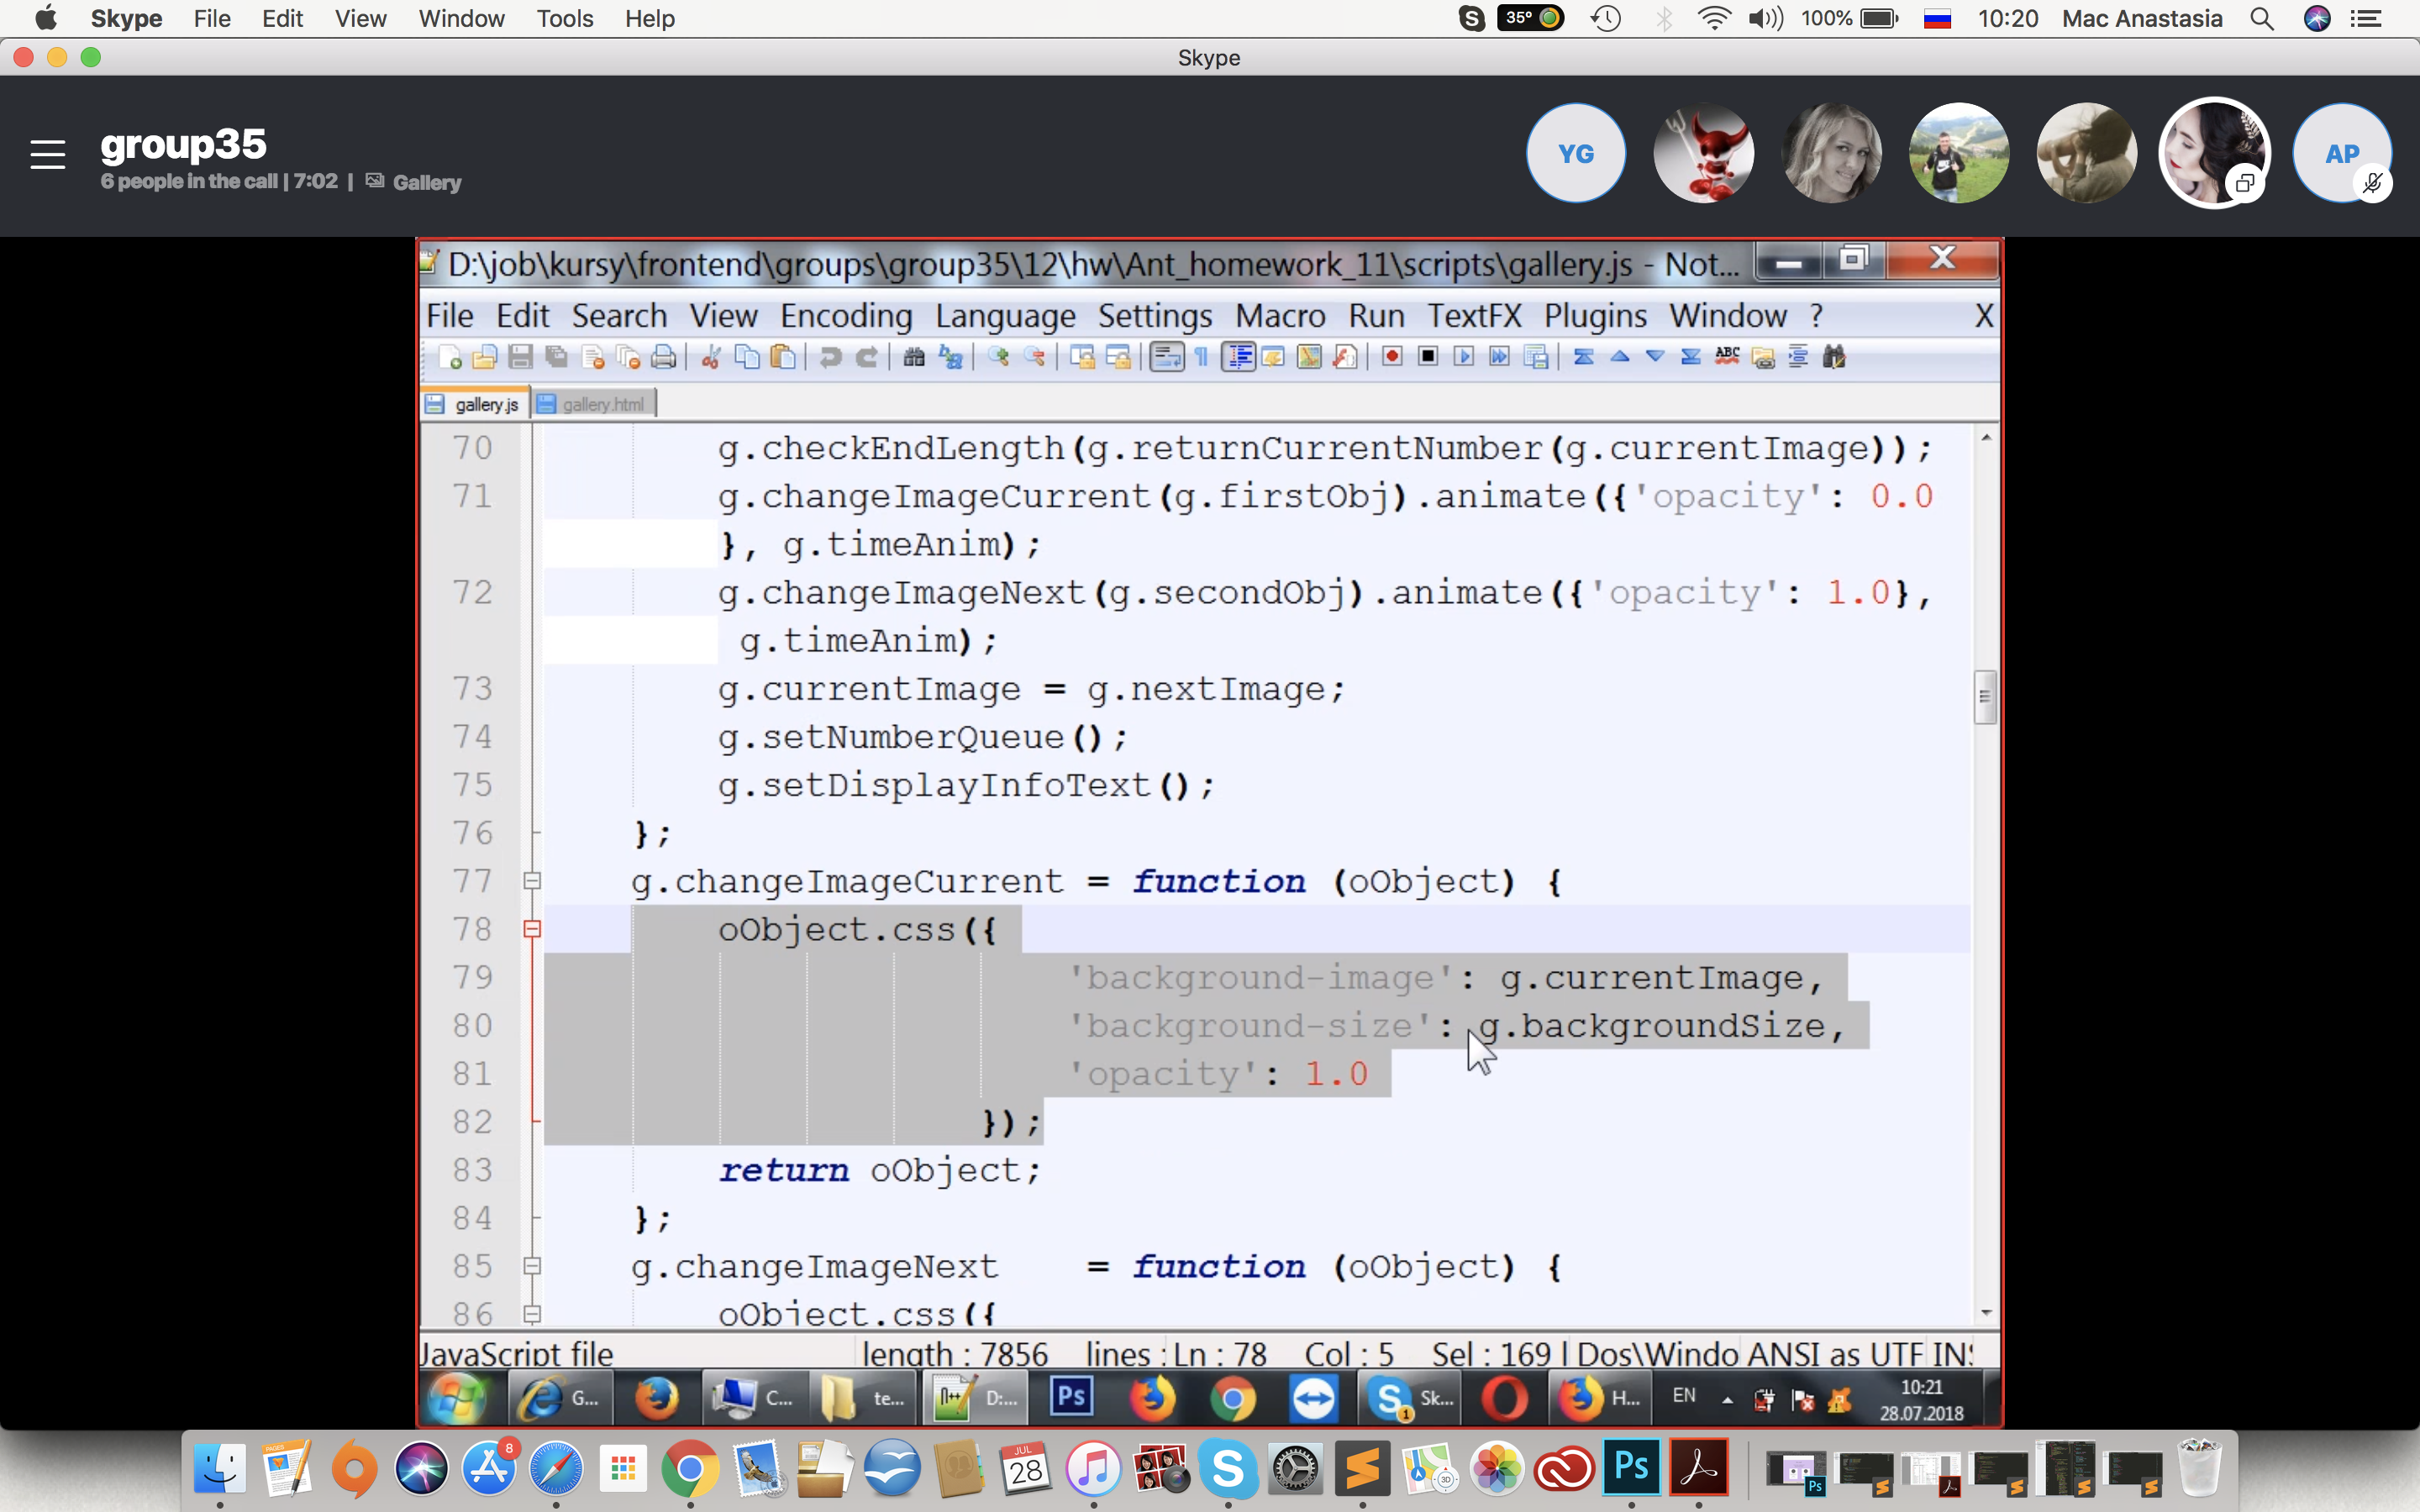 Skype File Edit View Window Tools Help 35° 100% 10:20 Mac Anastasia
Skype
group35
6 people in the call | 7:02 | Gallery
YG AP
D:\job\kursy\frontend\groups\group35\12\hw\Ant_homework_11\scripts\gallery.js - Not...
File Edit Search View Encoding Language Settings Macro Run TextFX Plugins Window ? X
ABC
gallery.js gallery.html
70 g.checkEndLength(g.returnCurrentNumber(g.currentImage));
71 g.changeImageCurrent(g.firstObj).animate({'opacity': 0.0
}, g.timeAnim);
72 g.changeImageNext(g.secondObj).animate({'opacity': 1.0},
g.timeAnim);
73 g.currentImage = g.nextImage;
74 g.setNumberQueue();
75 g.setDisplayInfoText();
76 };
77 g.changeImageCurrent = function (oObject) {
78 oObject.css({
79 'background-image': g.currentImage,
80 'background-size': g.backgroundSize,
81 'opacity': 1.0
82 });
83 return oObject;
84 };
85 g.changeImageNext = function (oObject) {
86 oObject.css({
JavaScript file length : 7856 lines : Ln : 78 Col : 5 Sel : 169 | Dos\Windo ANSI as UTF INS
G... C... te... D:... Ps Sk... 1 H... EN 10:21
28.07.2018
PAGES 8 JUL 28 3D Ps